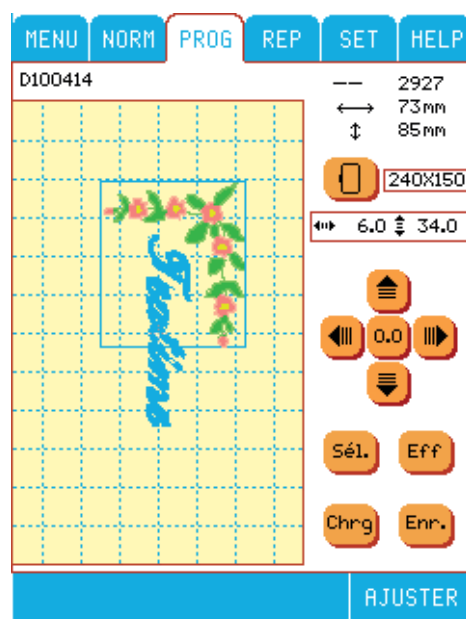 MENU NORM PROG REP SET HELP
D100414
2927
73mm
85mm
240X150
6.0 34.0
0.0
Sél. Eff
Chrg Enr.
AJUSTER